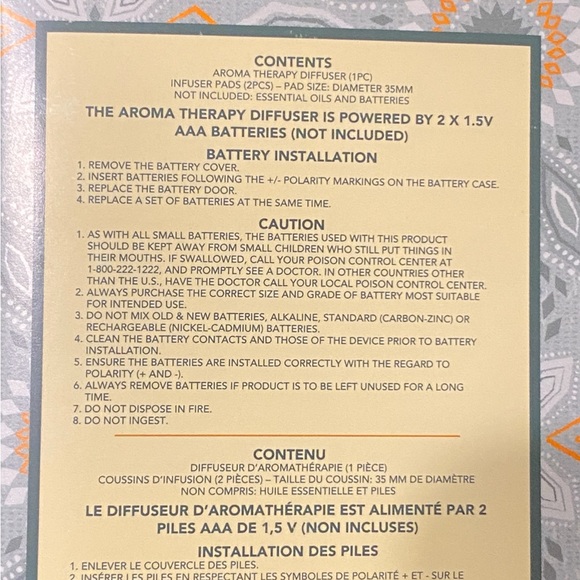 CONTENTS
AROMA THERAPY DIFFUSER (1PC)
INFUSER PADS (2PCS) – PAD SIZE: DIAMETER 35MM
NOT INCLUDED: ESSENTIAL OILS AND BATTERIES
THE AROMA THERAPY DIFFUSER IS POWERED BY 2 X 1.5V
AAA BATTERIES (NOT INCLUDED)
BATTERY INSTALLATION
1. REMOVE THE BATTERY COVER.
2. INSERT BATTERIES FOLLOWING THE +/- POLARITY MARKINGS ON THE BATTERY CASE.
3. REPLACE THE BATTERY DOOR.
4. REPLACE A SET OF BATTERIES AT THE SAME TIME.
CAUTION
1. AS WITH ALL SMALL BATTERIES, THE BATTERIES USED WITH THIS PRODUCT
SHOULD BE KEPT AWAY FROM SMALL CHILDREN WHO STILL PUT THINGS IN
THEIR MOUTHS. IF SWALLOWED, CALL YOUR POISON CONTROL CENTER AT
1-800-222-1222, AND PROMPTLY SEE A DOCTOR. IN OTHER COUNTRIES OTHER
THAN THE U.S., HAVE THE DOCTOR CALL YOUR LOCAL POISON CONTROL CENTER.
2. ALWAYS PURCHASE THE CORRECT SIZE AND GRADE OF BATTERY MOST SUITABLE
FOR INTENDED USE.
3. DO NOT MIX OLD & NEW BATTERIES, ALKALINE, STANDARD (CARBON-ZINC) OR
RECHARGEABLE (NICKEL-CADMIUM) BATTERIES.
4. CLEAN THE BATTERY CONTACTS AND THOSE OF THE DEVICE PRIOR TO BATTERY
INSTALLATION.
5. ENSURE THE BATTERIES ARE INSTALLED CORRECTLY WITH THE REGARD TO
POLARITY (+ AND -).
6. ALWAYS REMOVE BATTERIES IF PRODUCT IS TO BE LEFT UNUSED FOR A LONG
TIME.
7. DO NOT DISPOSE IN FIRE.
8. DO NOT INGEST.
CONTENU
DIFFUSEUR D'AROMATHÉRAPIE (1 PIÈCE)
COUSSINS D'INFUSION (2 PIÈCES) – TAILLE DU COUSSIN: 35 MM DE DIAMÈTRE
NON COMPRIS: HUILE ESSENTIELLE ET PILES
LE DIFFUSEUR D'AROMATHÉRAPIE EST ALIMENTÉ PAR 2
PILES AAA DE 1,5 V (NON INCLUSES)
INSTALLATION DES PILES
1. ENLEVER LE COUVERCLE DES PILES.
2. INSÉRER LES PILES EN RESPECTANT LES SYMBOLES DE POLARITÉ + ET - SUR LE